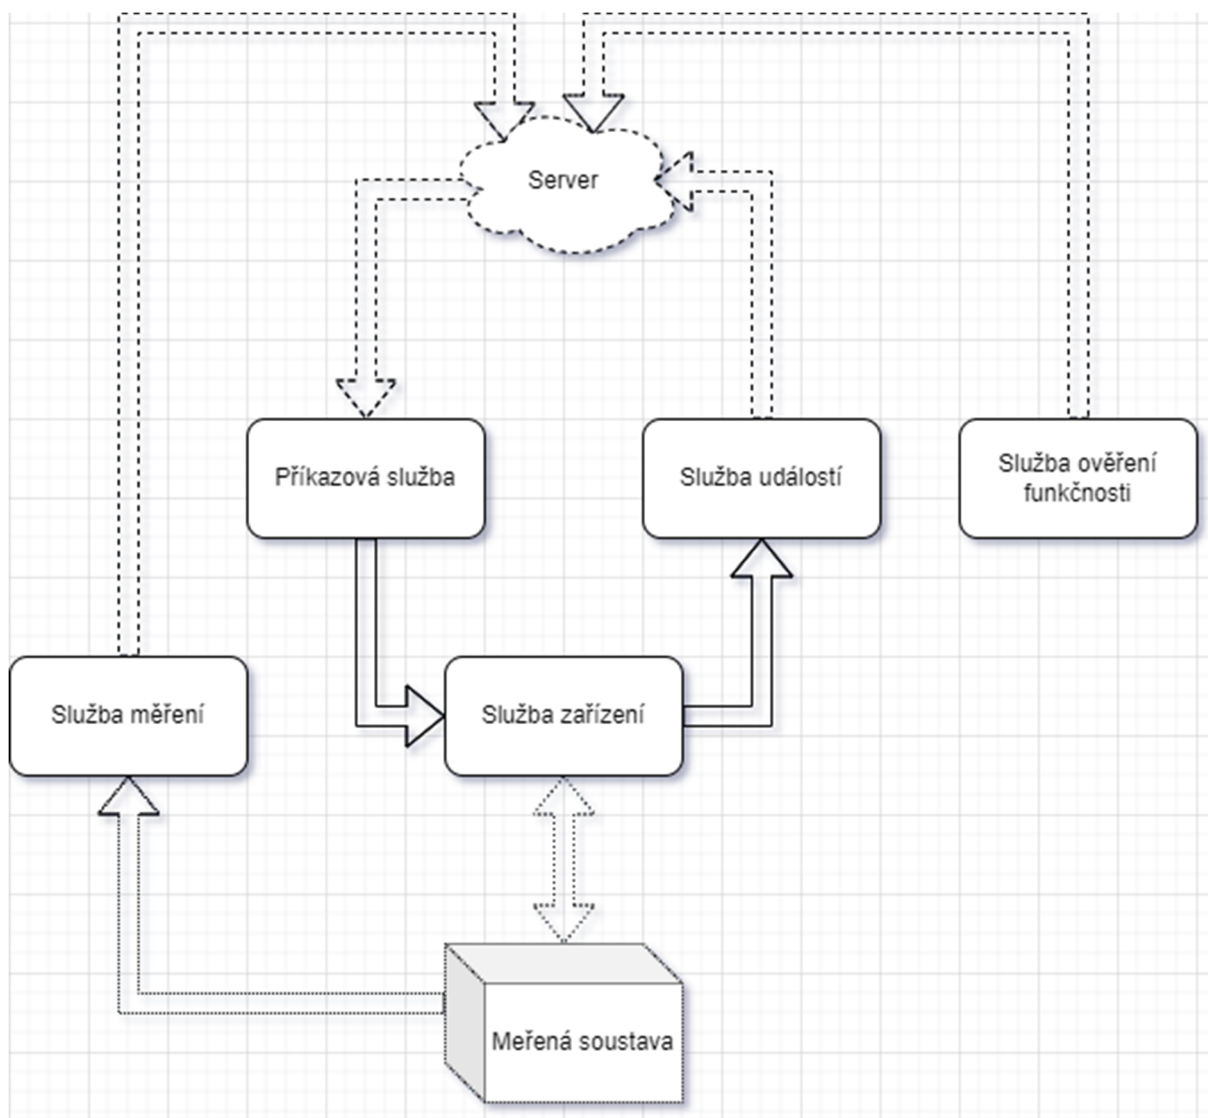 Server
Příkazová služba
Služba událostí
Služba ověření
funkčnosti
Služba měření
Služba zařízení
Meřená soustava